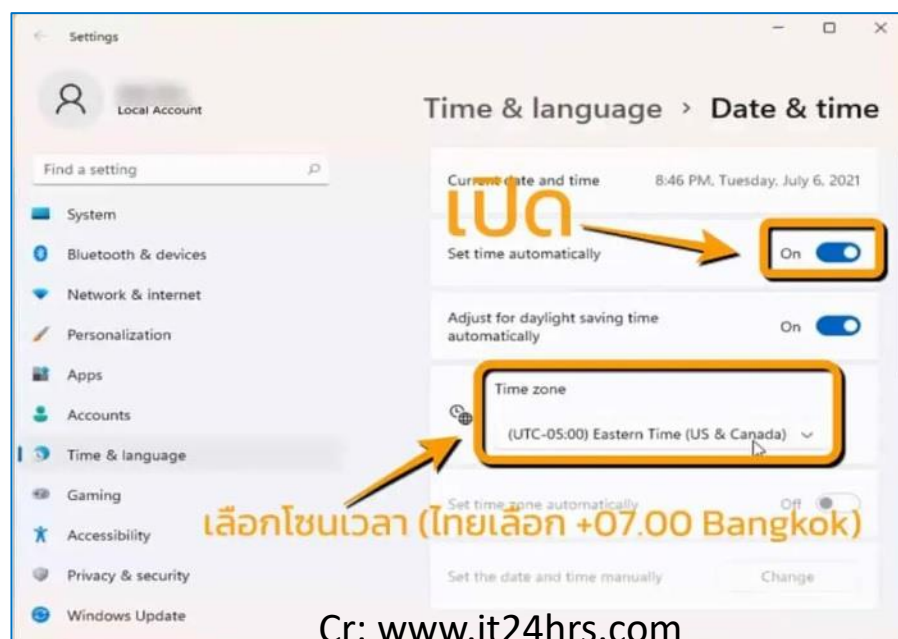 Settings
Local Account
Find a setting
System
Bluetooth & devices
Network & internet
Personalization
Apps
Accounts
Time & language
Gaming
Accessibility
Privacy & security
Windows Update
Time & language > Date & time
Current date and time 8:46 PM, Tuesday, July 6, 2021
เปิด
Set time automatically On
Adjust for daylight saving time
automatically On
Time zone
(UTC-05:00) Eastern Time (US & Canada)
Set time zone automatically Off
เลือกโซนเวลา (ไทยเลือก +07.00 Bangkok)
Set the date and time manually Change
Cr: www.it24hrs.com